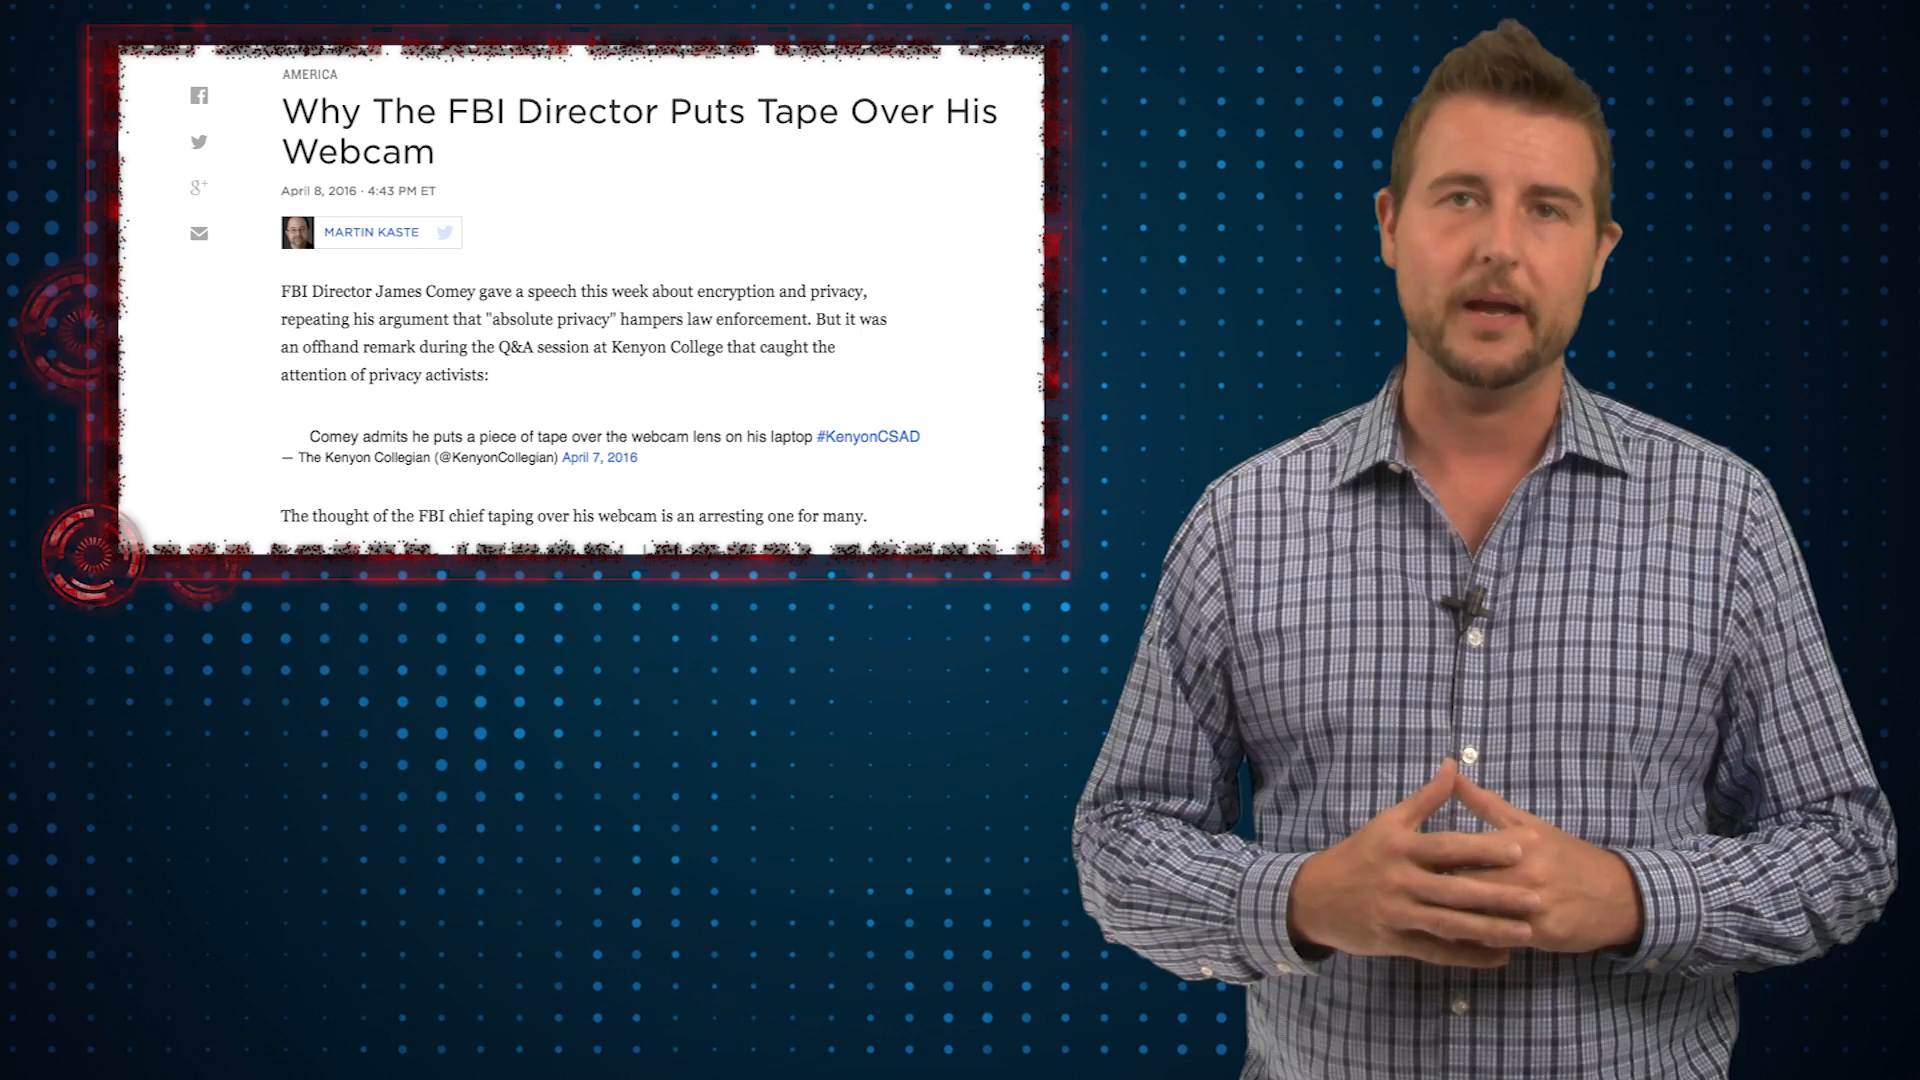 AMERICA
Why The FBI Director Puts Tape Over His
Webcam
April 8, 2016 · 4:43 PM ET
MARTIN KASTE
FBI Director James Comey gave a speech this week about encryption and privacy,
repeating his argument that "absolute privacy" hampers law enforcement. But it was
an offhand remark during the Q&A session at Kenyon College that caught the
attention of privacy activists:
Comey admits he puts a piece of tape over the webcam lens on his laptop #KenyonCSAD
— The Kenyon Collegian (@KenyonCollegian) April 7, 2016
The thought of the FBI chief taping over his webcam is an arresting one for many.